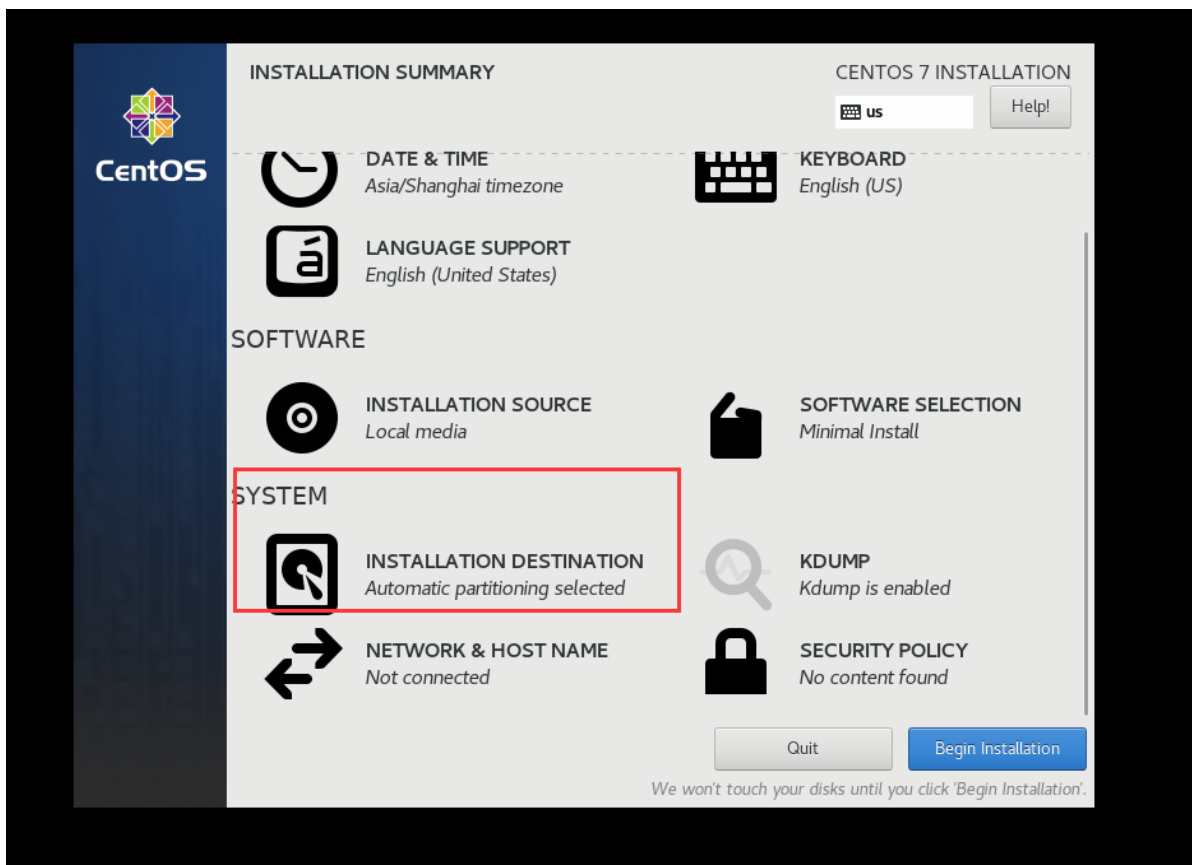 INSTALLATION SUMMARY
CENTOS 7 INSTALLATION
us
Help!
CentOS
DATE & TIME
Asia/Shanghai timezone
KEYBOARD
English (US)
á
LANGUAGE SUPPORT
English (United States)
SOFTWARE
INSTALLATION SOURCE
Local media
SOFTWARE SELECTION
Minimal Install
SYSTEM
INSTALLATION DESTINATION
Automatic partitioning selected
KDUMP
Kdump is enabled
NETWORK & HOST NAME
Not connected
SECURITY POLICY
No content found
Quit
Begin Installation
We won't touch your disks until you click 'Begin Installation'.